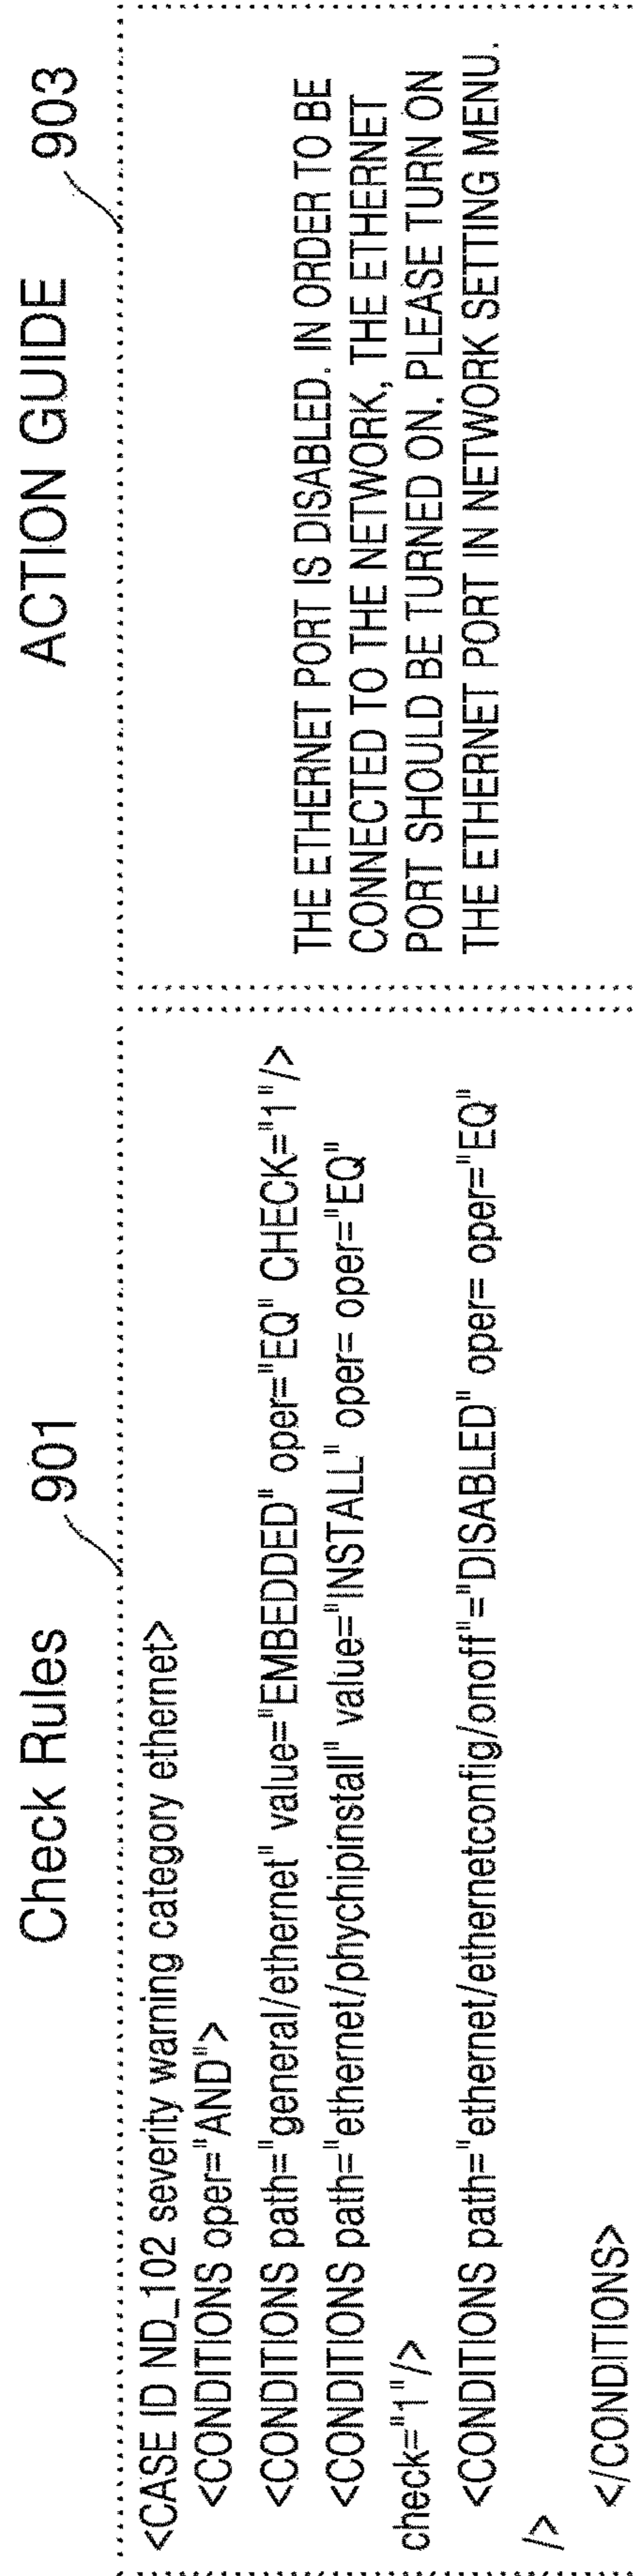 Check Rules 901
<CASE ID ND_102 severity warning category ethernet>
<CONDITIONS oper="AND">
<CONDITIONS path="general/ethernet" value="EMBEDDED" oper="EQ" CHECK="1"/>
<CONDITIONS path="ethernet/phychipinstall" value="INSTALL" oper= oper="EQ"
check="1"/>
<CONDITIONS path="ethernet/ethernetconfig/onoff"="DISABLED" oper= oper="EQ"
/>
</CONDITIONS>
ACTION GUIDE 903
THE ETHERNET PORT IS DISABLED. IN ORDER TO BE
CONNECTED TO THE NETWORK, THE ETHERNET
PORT SHOULD BE TURNED ON. PLEASE TURN ON
THE ETHERNET PORT IN NETWORK SETTING MENU.